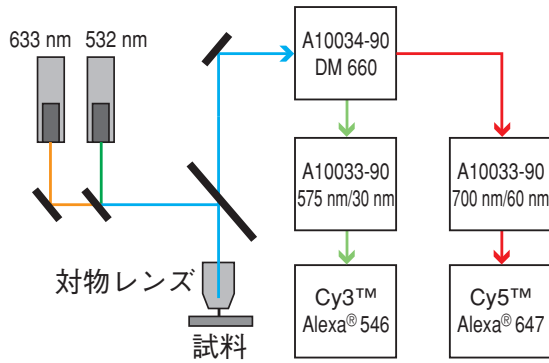 633 nm
532 nm
A10034-90
DM 660
A10033-90
575 nm/30 nm
A10033-90
700 nm/60 nm
対物レンズ
試料
Cy3™
Alexa® 546
Cy5™
Alexa® 647